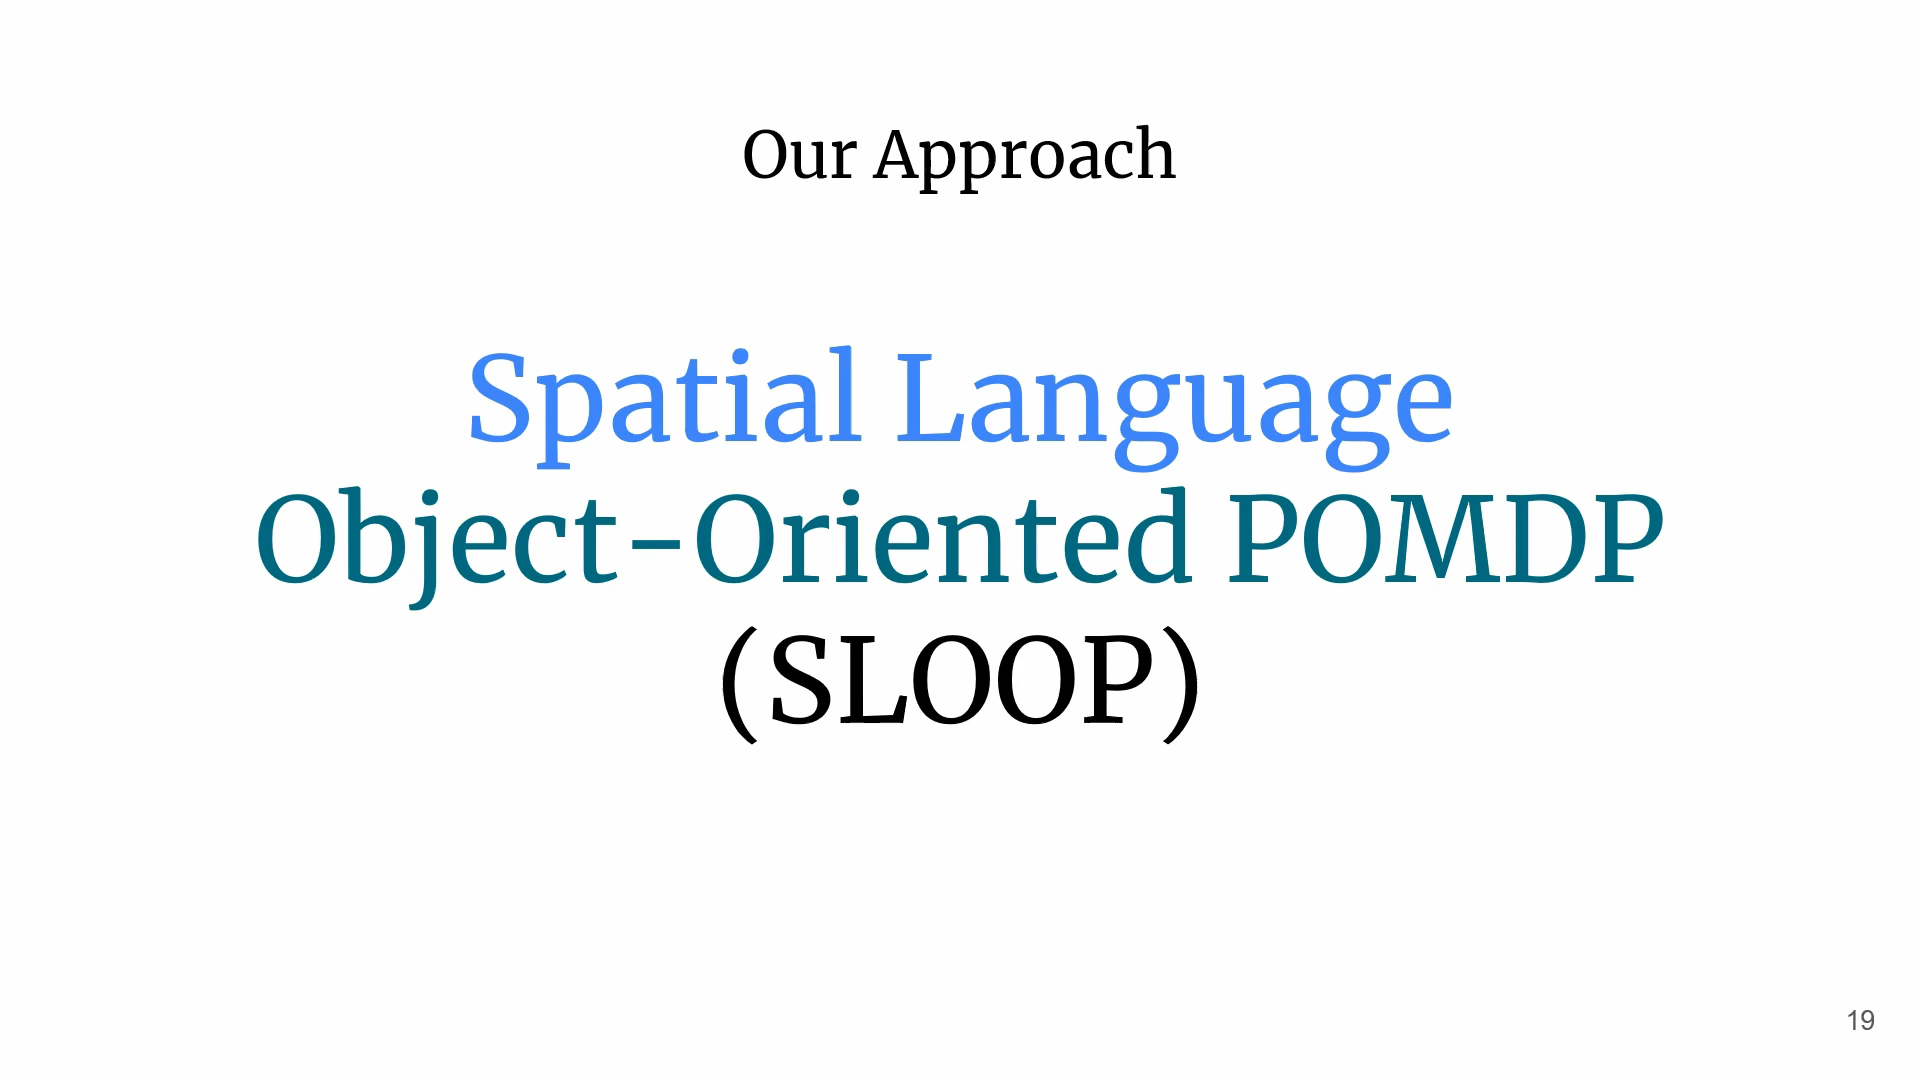 Our Approach
Spatial Language
Object-Oriented POMDP
(SLOOP)
19